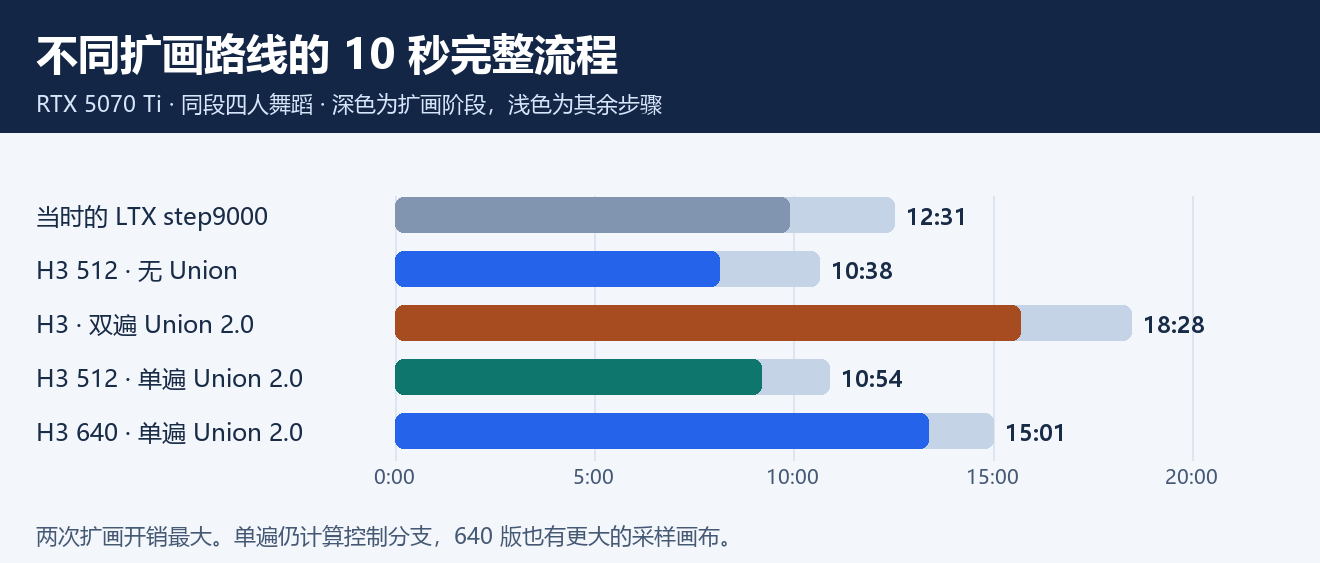 不同扩画路线的 10 秒完整流程
RTX 5070 Ti · 同段四人舞蹈 · 深色为扩画阶段，浅色为其余步骤
当时的 LTX step9000 12:31
H3 512 · 无 Union 10:38
H3 · 双遍 Union 2.0 18:28
H3 512 · 单遍 Union 2.0 10:54
H3 640 · 单遍 Union 2.0 15:01
0:00 5:00 10:00 15:00 20:00
两次扩画开销最大。单遍仍计算控制分支，640 版也有更大的采样画布。